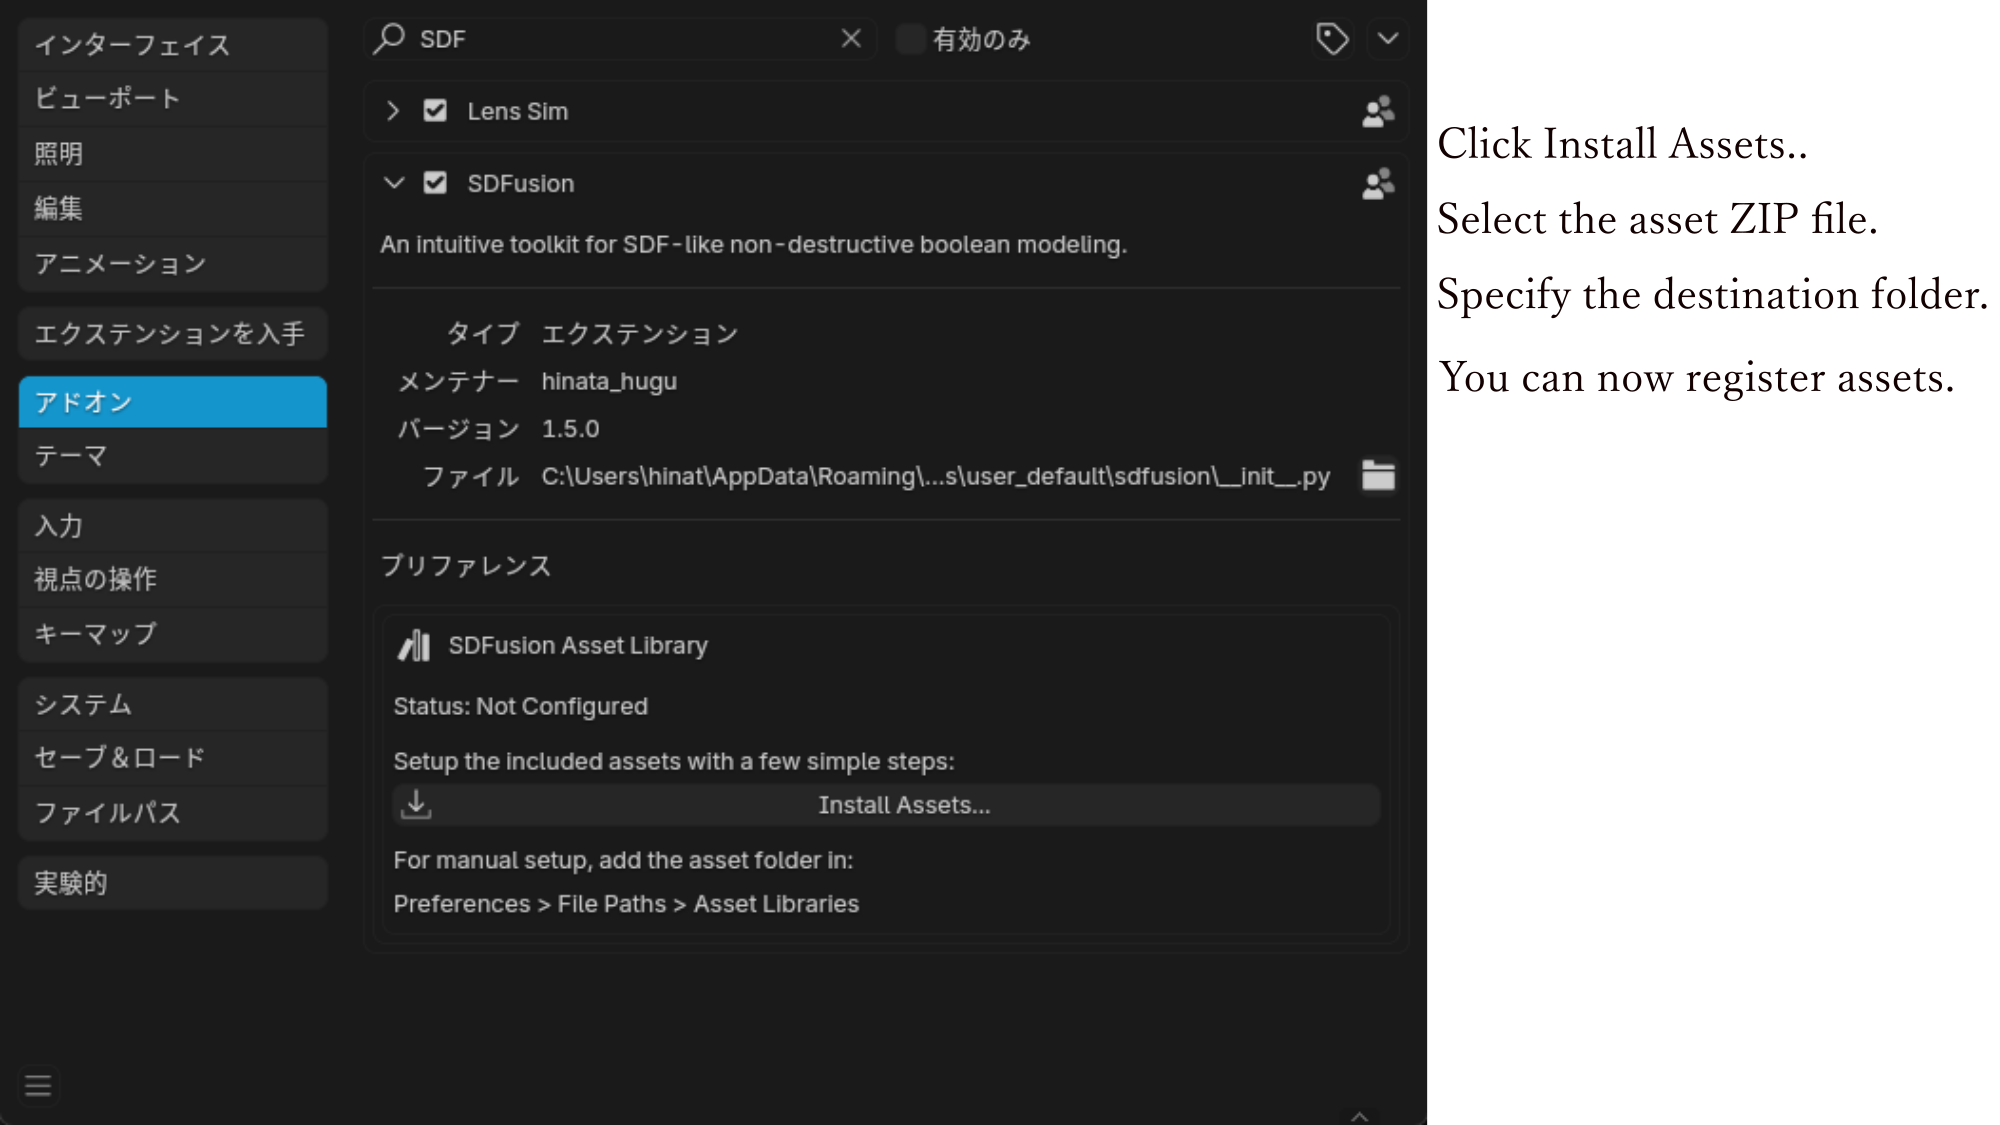 インターフェイス
ビューポート
照明
編集
アニメーション
エクステンションを入手
アドオン
テーマ
入力
視点の操作
キーマップ
システム
セーブ＆ロード
ファイルパス
実験的
SDF
有効のみ
Lens Sim
SDFusion
An intuitive toolkit for SDF-like non-destructive boolean modeling.
タイプ エクステンション
メンテナー hinata_hugu
バージョン 1.5.0
ファイル C:\Users\hinat\AppData\Roaming\...s\user_default\sdfusion\__init__.py
プリファレンス
SDFusion Asset Library
Status: Not Configured
Setup the included assets with a few simple steps:
Install Assets...
For manual setup, add the asset folder in:
Preferences > File Paths > Asset Libraries
Click Install Assets..
Select the asset ZIP file.
Specify the destination folder.
You can now register assets.